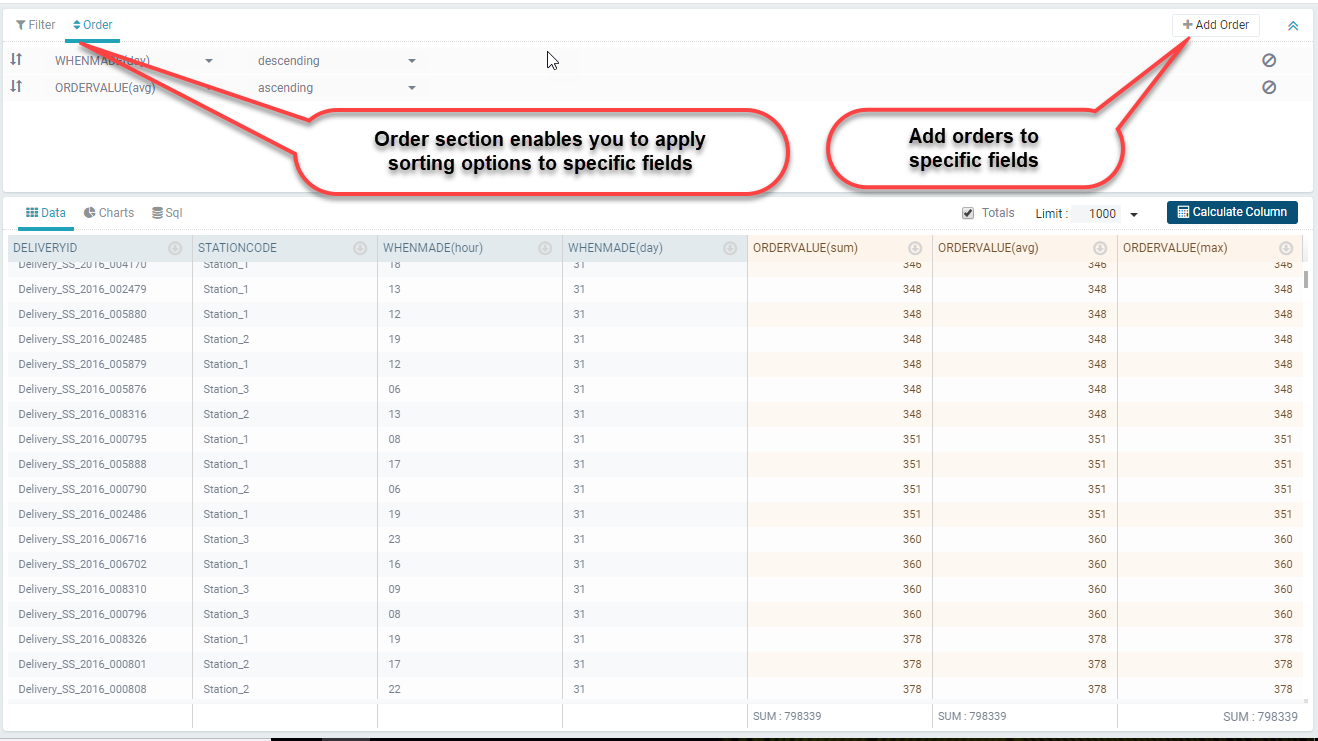 Filter Order Add Order
WHENMADE(day) descending
ORDERVALUE(avg) ascending
Order section enables you to apply
sorting options to specific fields
Add orders to
specific fields
Data Charts Sql Totals Limit : 1000 Calculate Column
DELIVERYID STATIONCODE WHENMADE(hour) WHENMADE(day) ORDERVALUE(sum) ORDERVALUE(avg) ORDERVALUE(max)
Delivery_SS_2016_004170 Station_1 18 31 346 346 346
Delivery_SS_2016_002479 Station_1 13 31 348 348 348
Delivery_SS_2016_005880 Station_1 12 31 348 348 348
Delivery_SS_2016_002485 Station_2 19 31 348 348 348
Delivery_SS_2016_005879 Station_1 12 31 348 348 348
Delivery_SS_2016_005876 Station_3 06 31 348 348 348
Delivery_SS_2016_008316 Station_2 13 31 348 348 348
Delivery_SS_2016_000795 Station_1 08 31 351 351 351
Delivery_SS_2016_005888 Station_1 17 31 351 351 351
Delivery_SS_2016_000790 Station_2 06 31 351 351 351
Delivery_SS_2016_002486 Station_1 19 31 351 351 351
Delivery_SS_2016_006716 Station_3 23 31 360 360 360
Delivery_SS_2016_006702 Station_1 16 31 360 360 360
Delivery_SS_2016_008310 Station_3 09 31 360 360 360
Delivery_SS_2016_000796 Station_3 08 31 360 360 360
Delivery_SS_2016_008326 Station_1 19 31 378 378 378
Delivery_SS_2016_000801 Station_2 17 31 378 378 378
Delivery_SS_2016_000808 Station_2 22 31 378 378 378
SUM : 798339 SUM : 798339 SUM : 798339